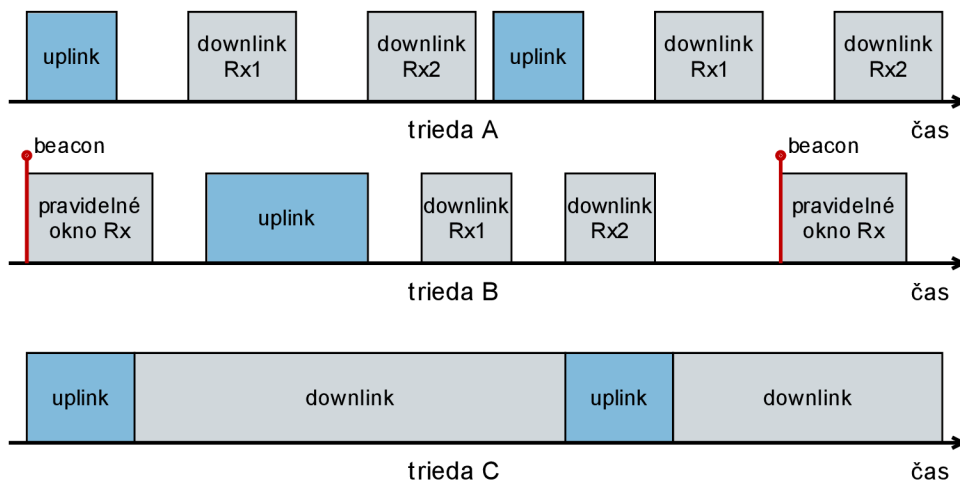 uplink
downlink
Rx1
downlink
Rx2
uplink
downlink
Rx1
downlink
Rx2
trieda A
čas
beacon
beacon
pravidelné
okno Rx
uplink
downlink
Rx1
downlink
Rx2
pravidelné
okno Rx
trieda B
čas
uplink
downlink
uplink
downlink
trieda C
čas